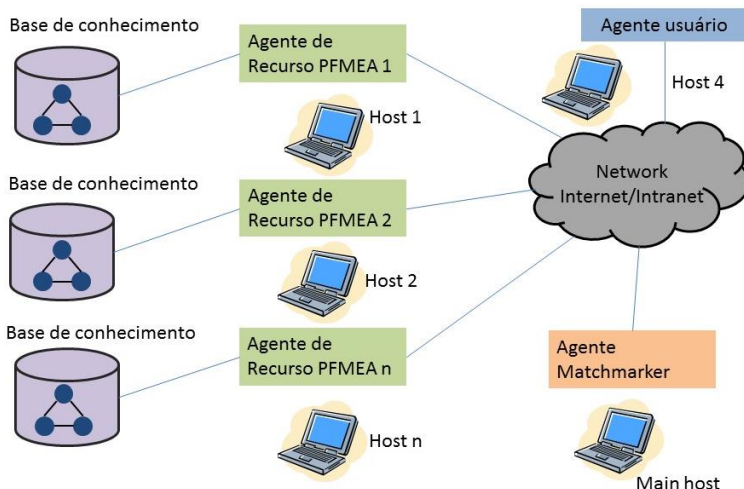 Base de conhecimento
Agente de
Recurso PFMEA 1
Host 1
Agente usuário
Host 4
Network
Internet/Intranet
Base de conhecimento
Agente de
Recurso PFMEA 2
Host 2
Base de conhecimento
Agente de
Recurso PFMEA n
Host n
Agente
Matchmarker
Main host